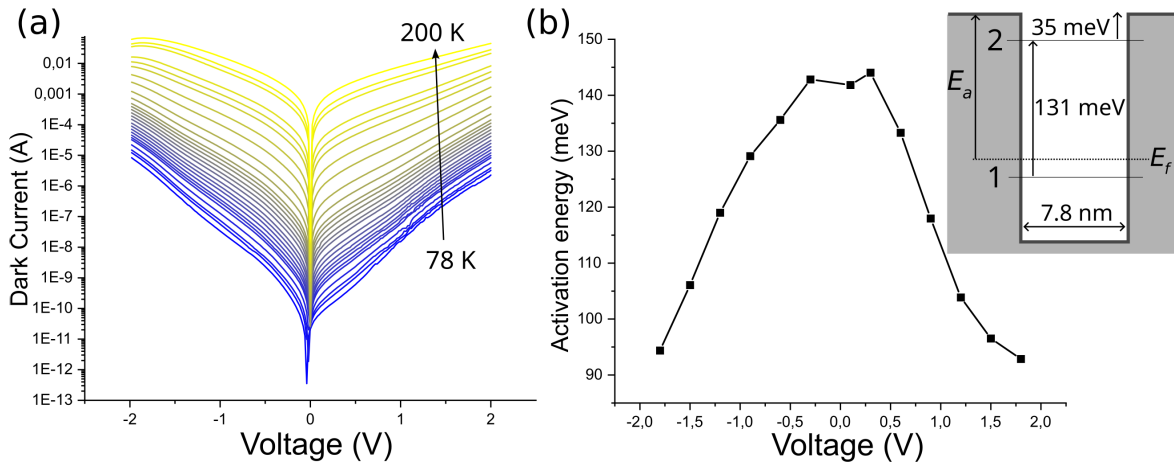 (a)
200 K
78 K
0,01
0,001
1E-4
1E-5
1E-6
1E-7
1E-8
1E-9
1E-10
1E-11
1E-12
1E-13
Dark Current (A)
-2
-1
0
1
2
Voltage (V)
(b)
150
140
130
120
110
100
90
Activation energy (meV)
-2,0
-1,5
-1,0
-0,5
0,0
0,5
1,0
1,5
2,0
Voltage (V)
2
35 meV
Ea
131 meV
Ef
1
7.8 nm